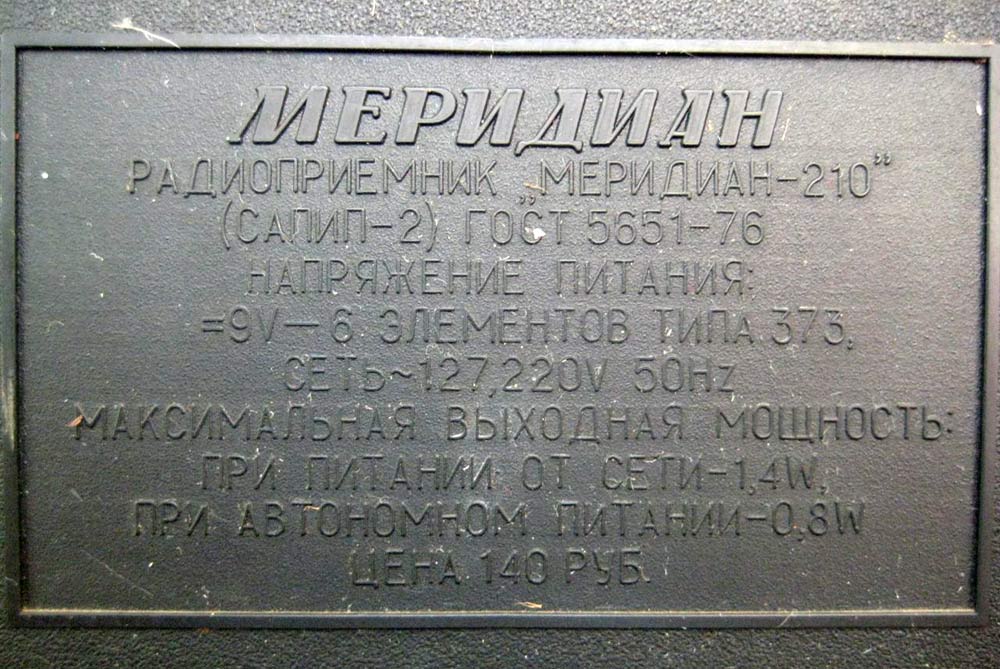 МЕРИДИАН
РАДИОПРИЕМНИК „МЕРИДИАН-210”
(САПИП-2) ГОСТ 5651-76
НАПРЯЖЕНИЕ ПИТАНИЯ:
=9V—6 ЭЛЕМЕНТОВ ТИПА 373,
СЕТЬ~127,220V 50Hz
МАКСИМАЛЬНАЯ ВЫХОДНАЯ МОЩНОСТЬ:
ПРИ ПИТАНИИ ОТ СЕТИ-1,4W,
ПРИ АВТОНОМНОМ ПИТАНИИ-0,8W
ЦЕНА 140 РУБ.